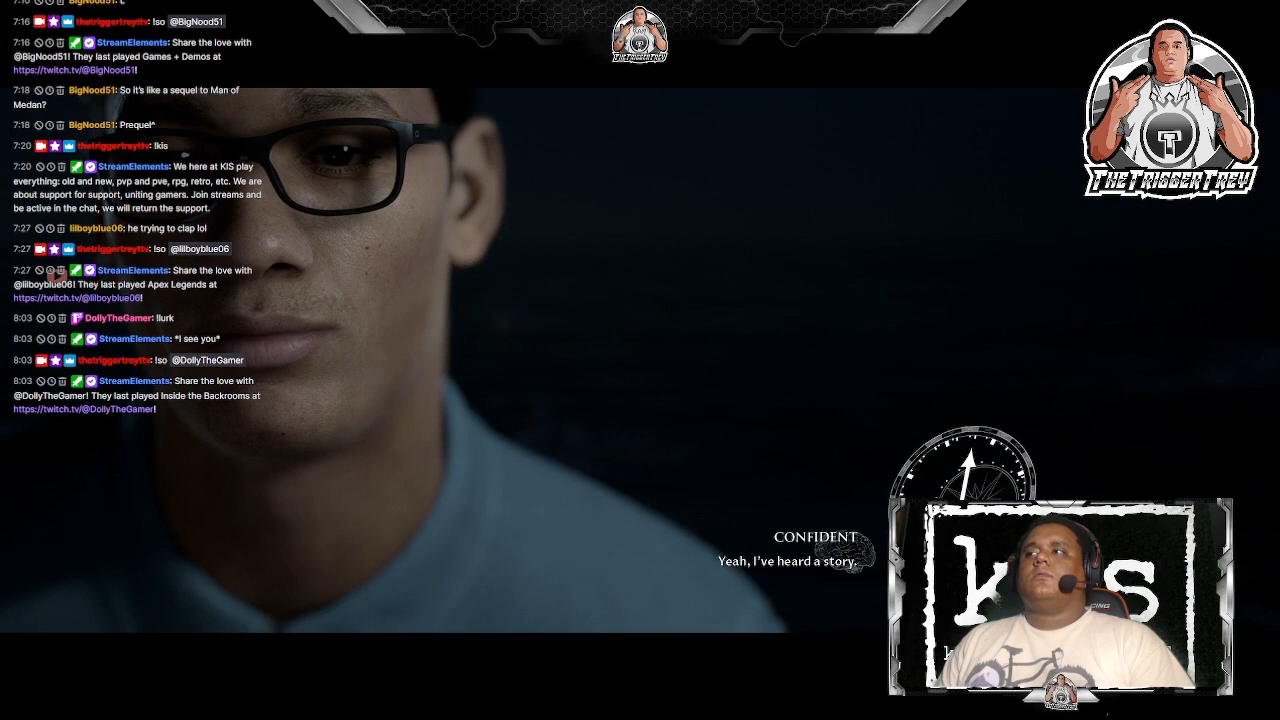 7:10 BigNood51: L
7:16 thetriggertreyttv: !so @BigNood51
7:16 StreamElements: Share the love with
@BigNood51! They last played Games + Demos at
https://twitch.tv/@BigNood51!
7:18 BigNood51: So it's like a sequel to Man of
Medan?
7:18 BigNood51: Prequel^
7:20 thetriggertreyttv: !kis
7:20 StreamElements: We here at KIS play
everything: old and new, pvp and pve, rpg, retro, etc. We are
about support for support, uniting gamers. Join streams and
be active in the chat, we will return the support.
7:27 lilboyblue06: he trying to clap lol
7:27 thetriggertreyttv: !so @lilboyblue06
7:27 StreamElements: Share the love with
@lilboyblue06! They last played Apex Legends at
https://twitch.tv/@lilboyblue06!
8:03 DollyTheGamer: !lurk
8:03 StreamElements: *I see you*
8:03 thetriggertreyttv: !so @DollyTheGamer
8:03 StreamElements: Share the love with
@DollyTheGamer! They last played Inside the Backrooms at
https://twitch.tv/@DollyTheGamer!
THETRIGGERTREY
T
THETRIGGERTREY
CONFIDENT
Yeah, I've heard a story.
k s
CING